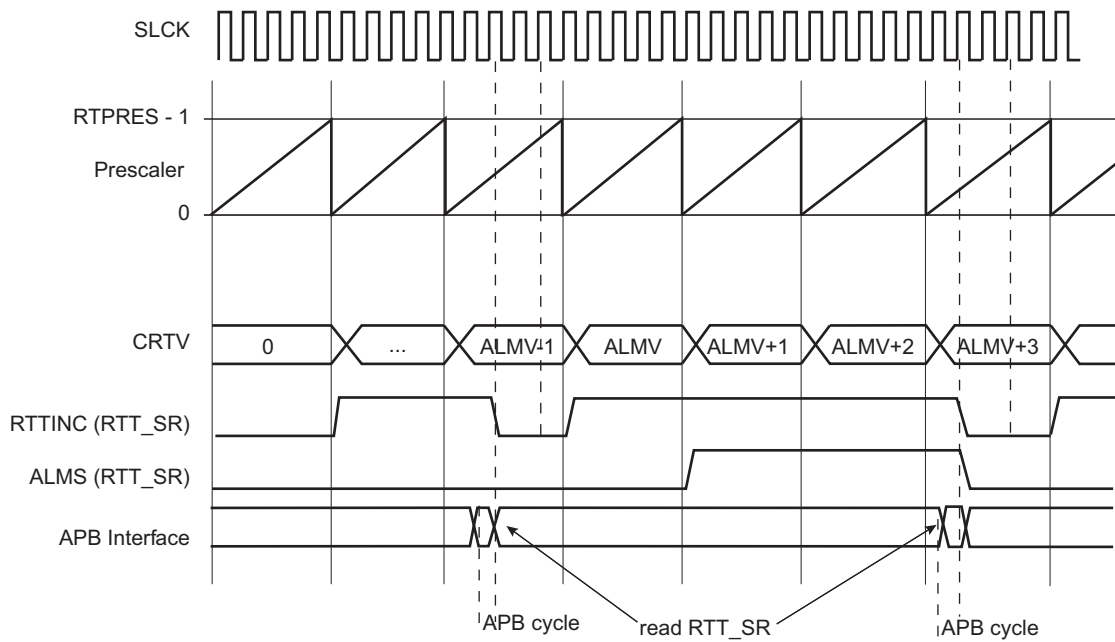 SLCK
RTPRES - 1
Prescaler
0
CRTV
0
...
ALMV-1
ALMV
ALMV+1
ALMV+2
ALMV+3
RTTINC (RTT_SR)
ALMS (RTT_SR)
APB Interface
APB cycle
read RTT_SR
APB cycle